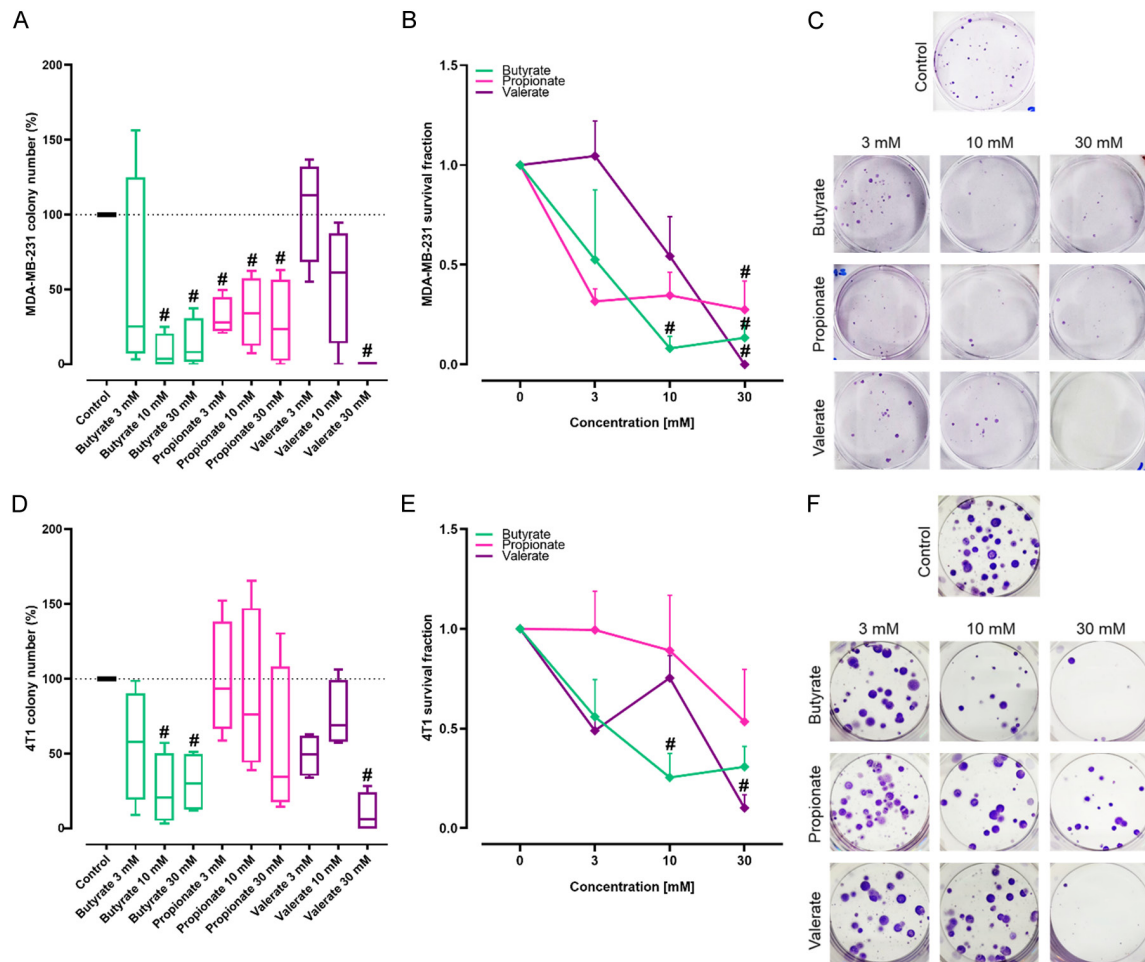 A
MDA-MB-231 colony number (%)
200
150
100
50
0
# # # # # #
Control
Butyrate 3 mM
Butyrate 10 mM
Butyrate 30 mM
Propionate 3 mM
Propionate 10 mM
Propionate 30 mM
Valerate 3 mM
Valerate 10 mM
Valerate 30 mM
B
MDA-MB-231 survival fraction
1.5
1.0
0.5
0.0
Butyrate
Propionate
Valerate
# # # #
0 3 10 30
Concentration [mM]
C
Control
3 mM 10 mM 30 mM
Butyrate
Propionate
Valerate
D
4T1 colony number (%)
200
150
100
50
0
# # #
Control
Butyrate 3 mM
Butyrate 10 mM
Butyrate 30 mM
Propionate 3 mM
Propionate 10 mM
Propionate 30 mM
Valerate 3 mM
Valerate 10 mM
Valerate 30 mM
E
4T1 survival fraction
1.5
1.0
0.5
0.0
Butyrate
Propionate
Valerate
# #
0 3 10 30
Concentration [mM]
F
Control
3 mM 10 mM 30 mM
Butyrate
Propionate
Valerate